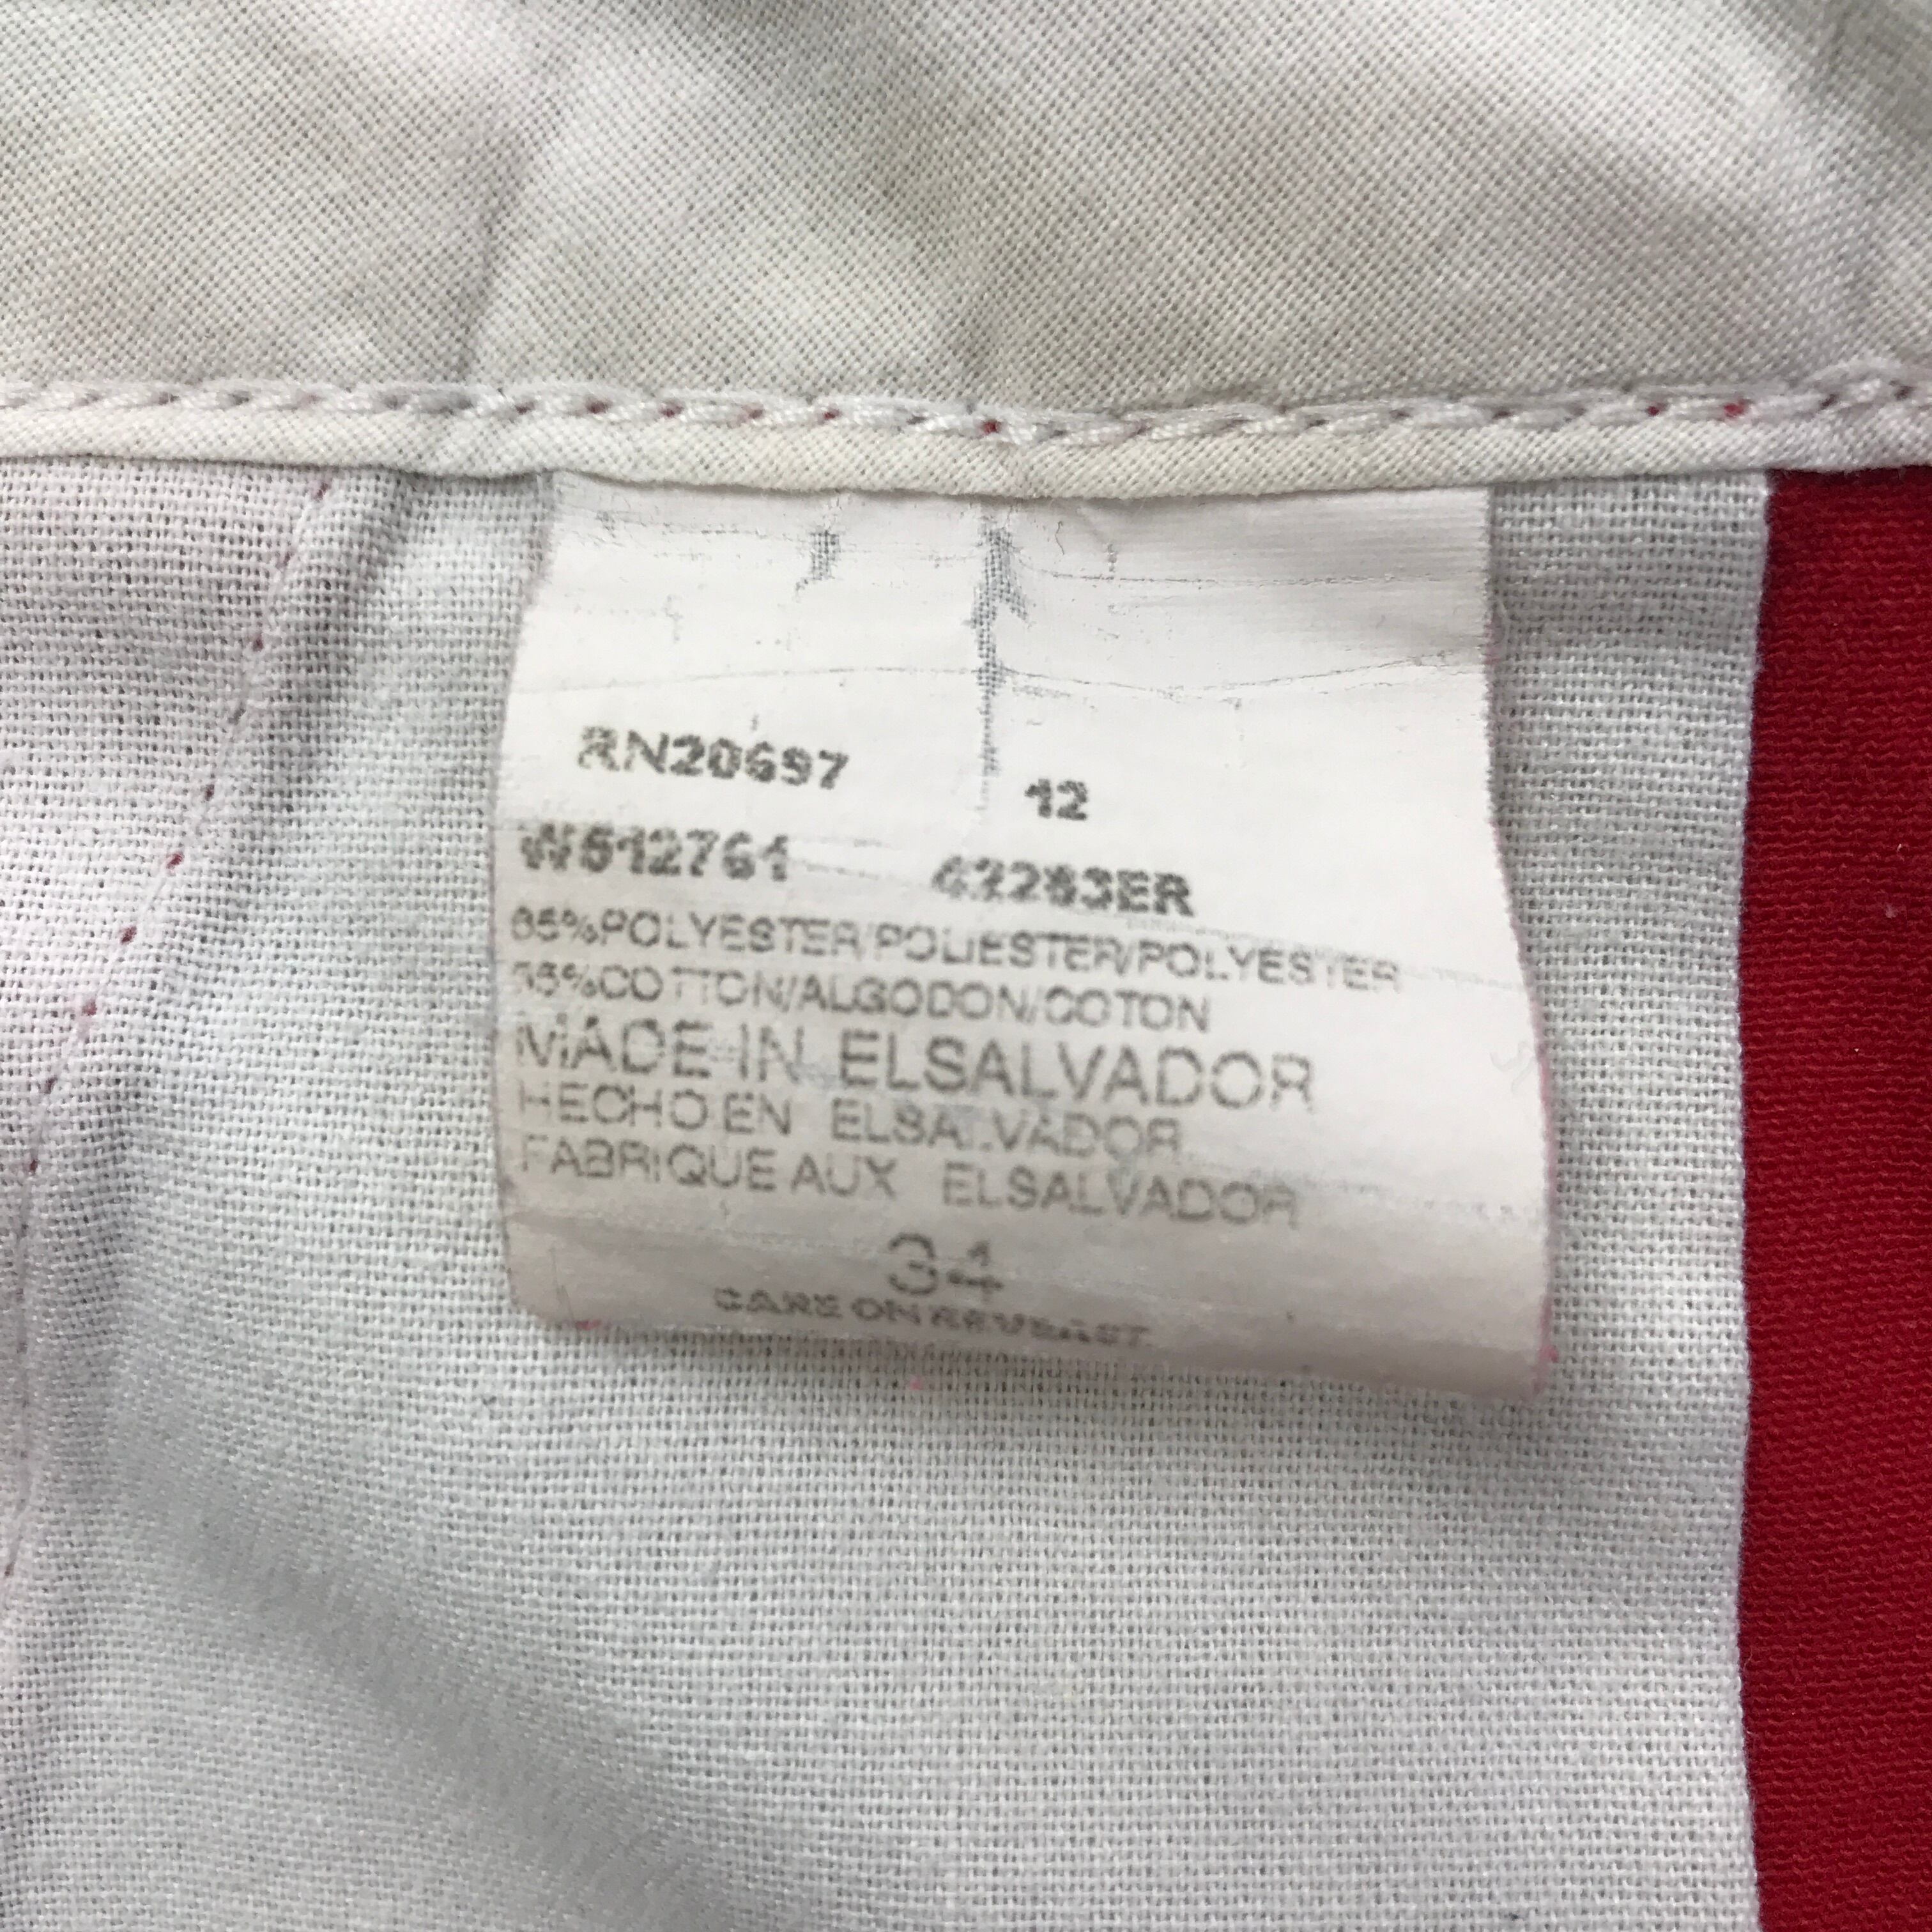 RN20697 12
W512761 42283ER
65%POLYESTER/POLIESTER/POLYESTER
35%COTTON/ALGODON/COTON
MADE IN ELSALVADOR
HECHO EN ELSALVADOR
FABRIQUE AUX ELSALVADOR
34
CARE ON REVERSE